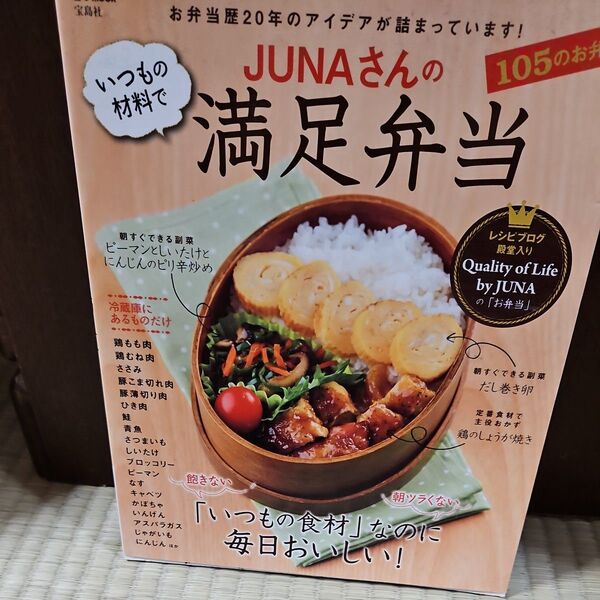 宝島社
お弁当歴20年のアイデアが詰まっています!
いつもの
材料で
JUNAさんの
105のお弁
満足弁当
朝すぐできる副菜
ピーマンとしいたけと
にんじんのピリ辛炒め
レシピブログ
殿堂入り
Quality of Life
by JUNA
の「お弁当」
冷蔵庫に
あるものだけ
鶏もも肉
鶏むね肉
ささみ
豚こま切れ肉
豚薄切り肉
ひき肉
鮭
青魚
さつまいも
しいたけ
ブロッコリー
ピーマン
なす
キャベツ
かぼちゃ
いんげん
アスパラガス
じゃがいも
にんじん ほか
朝すぐできる副菜
だし巻き卵
定番食材で
主役おかず
鶏のしょうが焼き
飽きない
朝ツラくない
「いつもの食材」なのに
毎日おいしい!